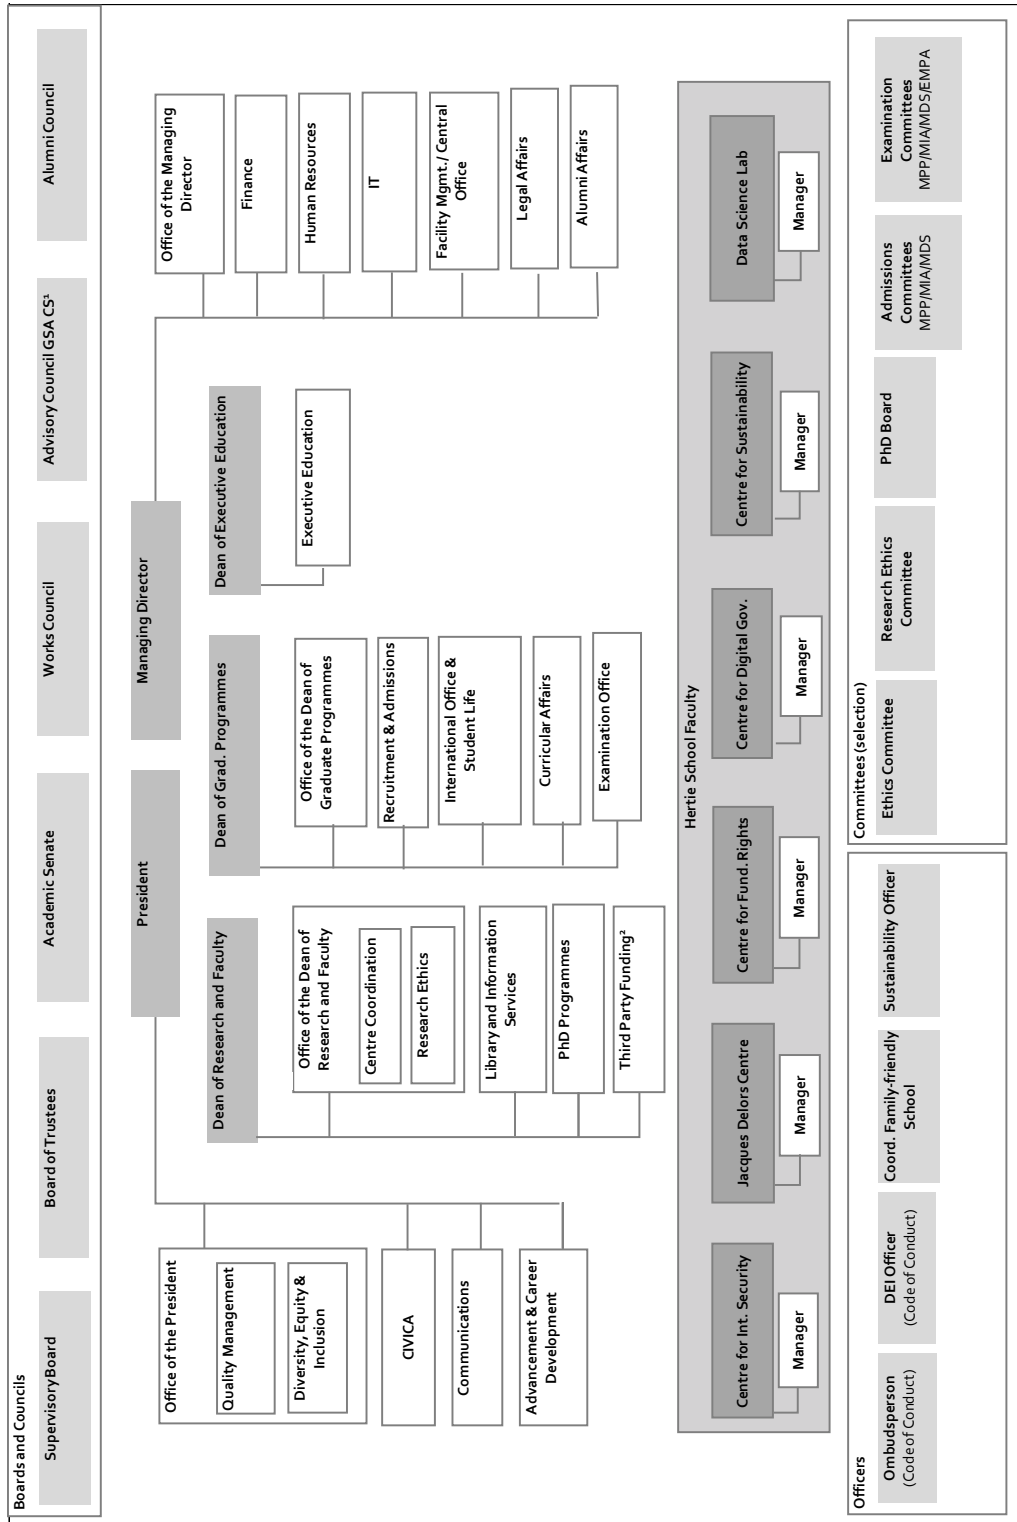 Boards and Councils
Supervisory Board
Board of Trustees
Academic Senate
Works Council
Advisory Council GSA CS¹
Alumni Council
President
Managing Director
Office of the President
Quality Management
Diversity, Equity &
Inclusion
CIVICA
Communications
Advancement & Career
Development
Dean of Research and Faculty
Office of the Dean of
Research and Faculty
Centre Coordination
Research Ethics
Library and Information
Services
PhD Programmes
Third Party Funding²
Dean of Grad. Programmes
Office of the Dean of
Graduate Programmes
Recruitment & Admissions
International Office &
Student Life
Curricular Affairs
Examination Office
Dean of Executive Education
Executive Education
Office of the Managing
Director
Finance
Human Resources
IT
Facility Mgmt./ Central
Office
Legal Affairs
Alumni Affairs
Hertie School Faculty
Centre for Int. Security
Manager
Jacques Delors Centre
Manager
Centre for Fund. Rights
Manager
Centre for Digital Gov.
Manager
Centre for Sustainability
Manager
Data Science Lab
Manager
Officers
Ombudsperson
(Code of Conduct)
DEI Officer
(Code of Conduct)
Coord. Family-friendly
School
Sustainability Officer
Committees (selection)
Ethics Committee
Research Ethics
Committee
PhD Board
Admissions
Committees
MPP/MIA/MDS
Examination
Committees
MPP/MIA/MDS/EMPA